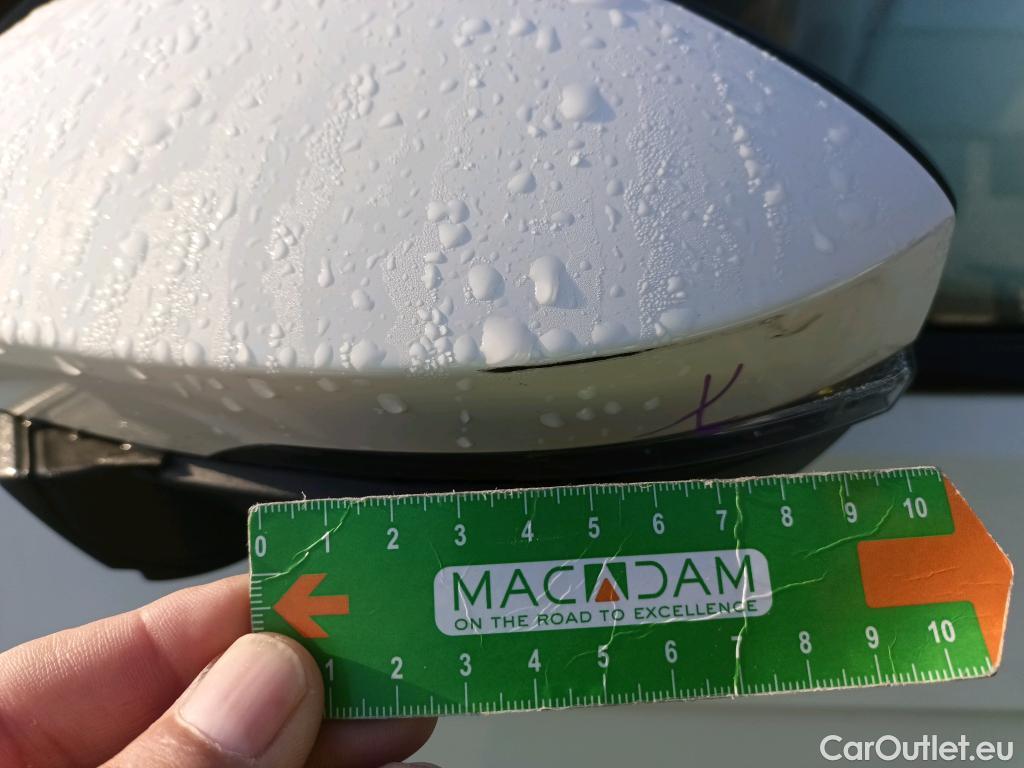 0 1 2 3 4 5 6 7 8 9 10
MACADAM
ON THE ROAD TO EXCELLENCE
1 2 3 4 5 6 7 8 9 10
CarOutlet.eu